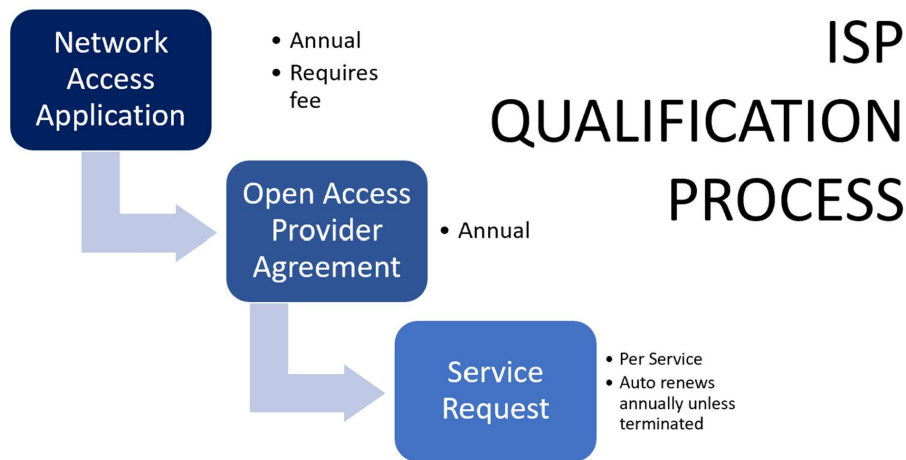 Network
Access
Application
• Annual
• Requires
fee
ISP
QUALIFICATION
PROCESS
Open Access
Provider
Agreement
• Annual
Service
Request
• Per Service
• Auto renews
annually unless
terminated